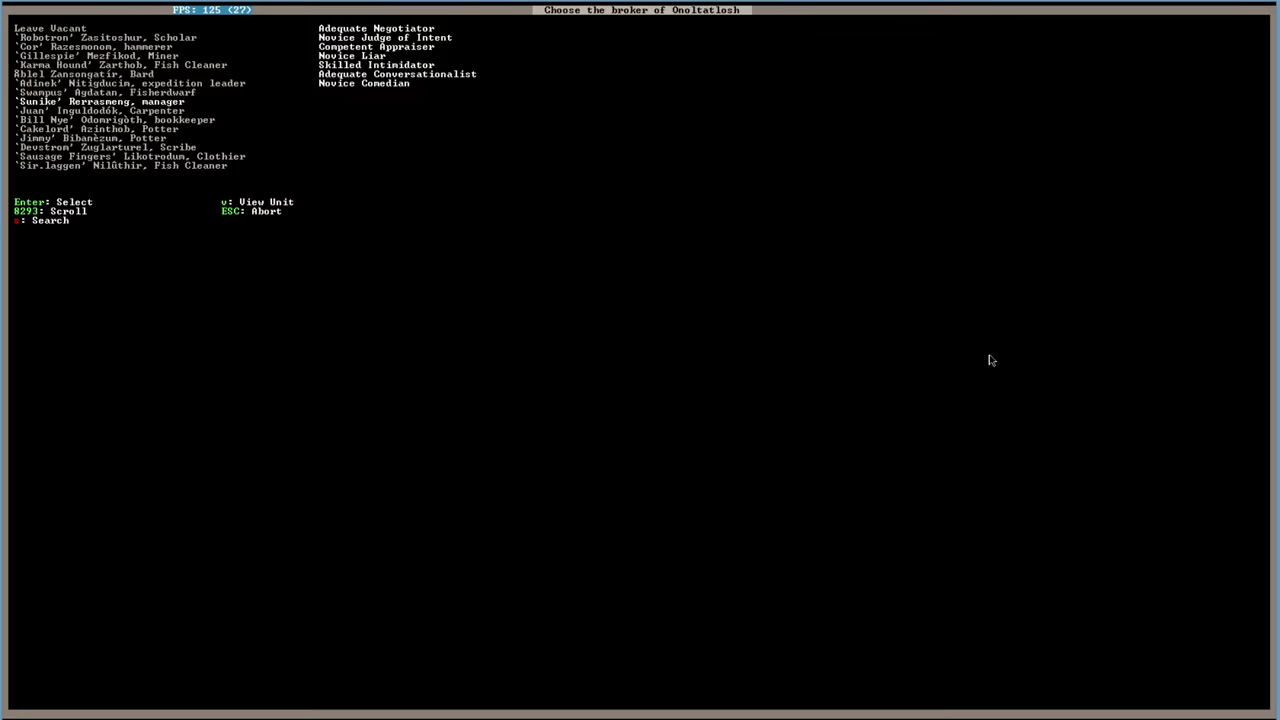 FPS: 125 (27)
Choose the broker of Onoltatlosh
Leave Vacant
`Robotron' Zasitoshur, Scholar
`Cor' Razesmonom, hammerer
`Gillespie' Mezfikod, Miner
`Karma Hound' Zarthob, Fish Cleaner
Äblel Zansongatír, Bard
`Adinek' Nitigducim, expedition leader
`Swampus' Agdatan, Fisherdwarf
`Sunike' Rerrasmeng, manager
`Juan' Inguldodók, Carpenter
`Bill Nye' Odomrigòth, bookkeeper
`Cakelord' Azinthob, Potter
`Jimmy' Bibanèzum, Potter
`Devstrom' Zuglarturel, Scribe
`Sausage Fingers' Likotrodum, Clothier
`Sir.laggen' Nilûthir, Fish Cleaner
Adequate Negotiator
Novice Judge of Intent
Competent Appraiser
Novice Liar
Skilled Intimidator
Adequate Conversationalist
Novice Comedian
Enter: Select
v: View Unit
8293: Scroll
ESC: Abort
s: Search